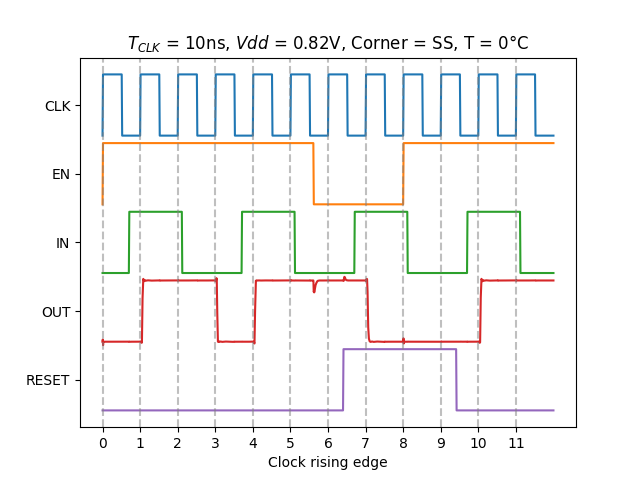 T_CLK = 10ns, Vdd = 0.82V, Corner = SS, T = 0°C
CLK
EN
IN
OUT
RESET
0 1 2 3 4 5 6 7 8 9 10 11
Clock rising edge